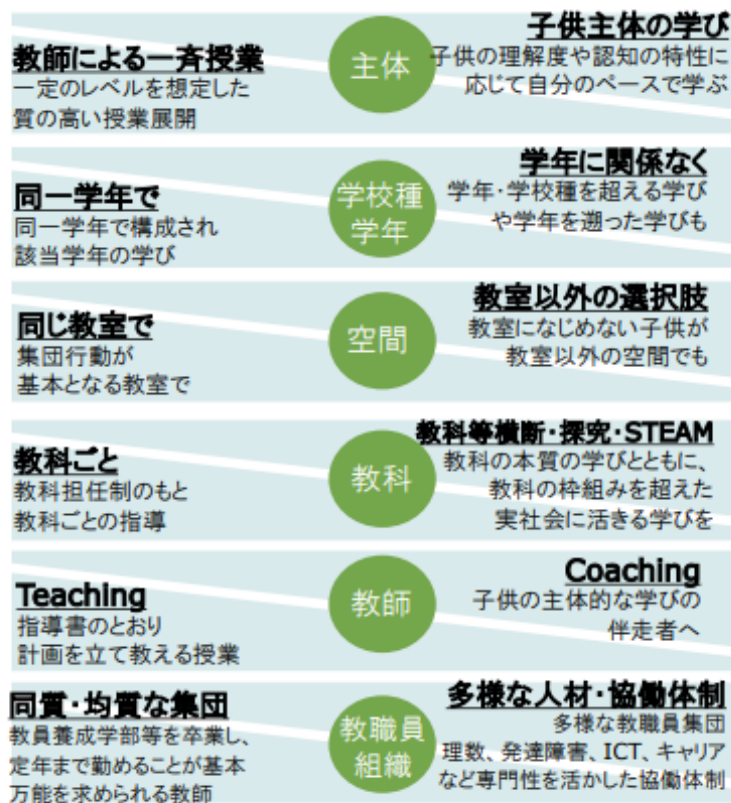 教師による一斉授業
一定のレベルを想定した
質の高い授業展開
主体
子供主体の学び
子供の理解度や認知の特性に
応じて自分のペースで学ぶ
同一学年で
同一学年で構成され
該当学年の学び
学校種
学年
学年に関係なく
学年・学校種を超える学び
や学年を遡った学びも
同じ教室で
集団行動が
基本となる教室で
空間
教室以外の選択肢
教室になじめない子供が
教室以外の空間でも
教科ごと
教科担任制のもと
教科ごとの指導
教科
教科等横断・探究・STEAM
教科の本質の学びとともに、
教科の枠組みを超えた
実社会に活きる学びを
Teaching
指導書のとおり
計画を立て教える授業
教師
Coaching
子供の主体的な学びの
伴走者へ
同質・均質な集団
教員養成学部等を卒業し、
定年まで勤めることが基本
万能を求められる教師
教職員
組織
多様な人材・協働体制
多様な教職員集団
理数、発達障害、ICT、キャリア
など専門性を活かした協働体制